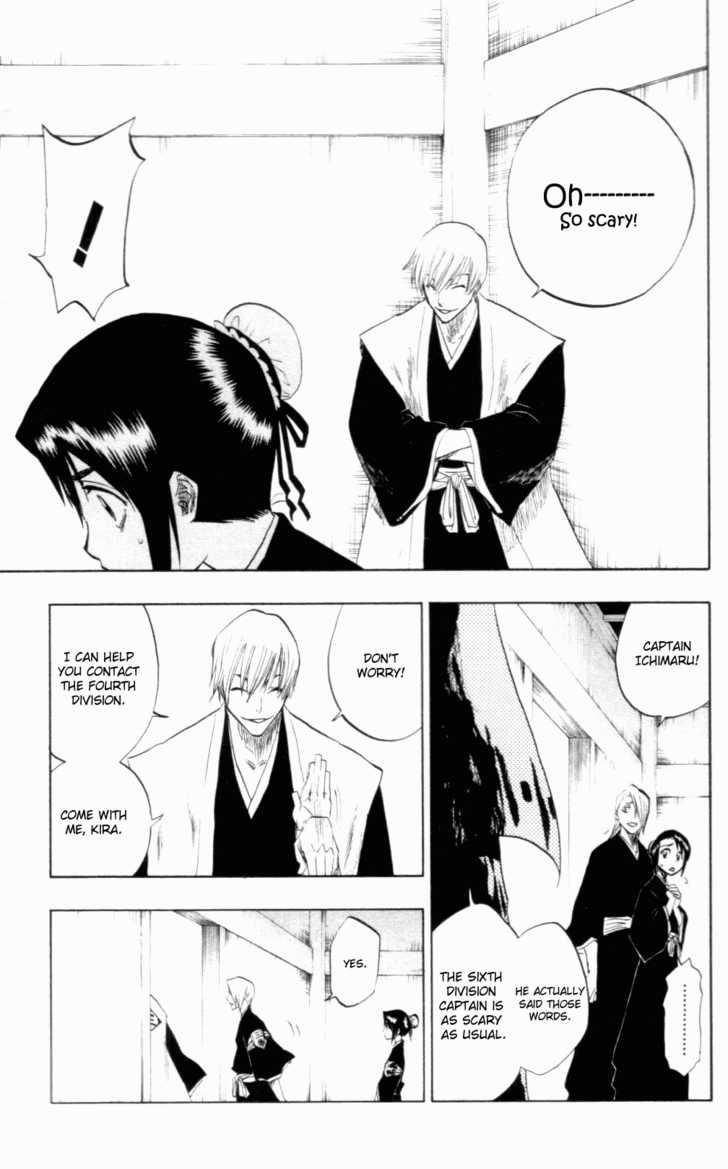 !
Oh---------
So scary!
CAPTAIN
ICHIMARU!
HE ACTUALLY
SAID THOSE
WORDS.
THE SIXTH
DIVISION
CAPTAIN IS
AS SCARY
AS USUAL.
..........
DON'T
WORRY!
I CAN HELP
YOU CONTACT
THE FOURTH
DIVISION.
COME WITH
ME, KIRA.
YES.